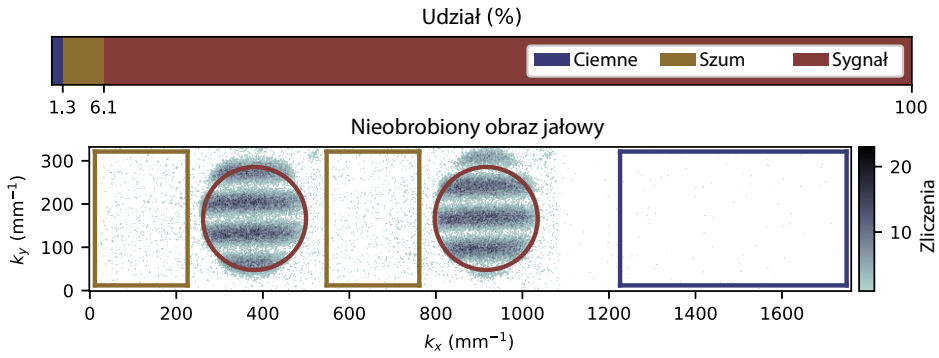 Udział (%)
Ciemne Szum Sygnał
1.3 6.1 100
Nieobrobiony obraz jałowy
300
200
100
0
k_y (mm⁻¹)
0 200 400 600 800 1000 1200 1400 1600
k_x (mm⁻¹)
20
10
Zliczenia